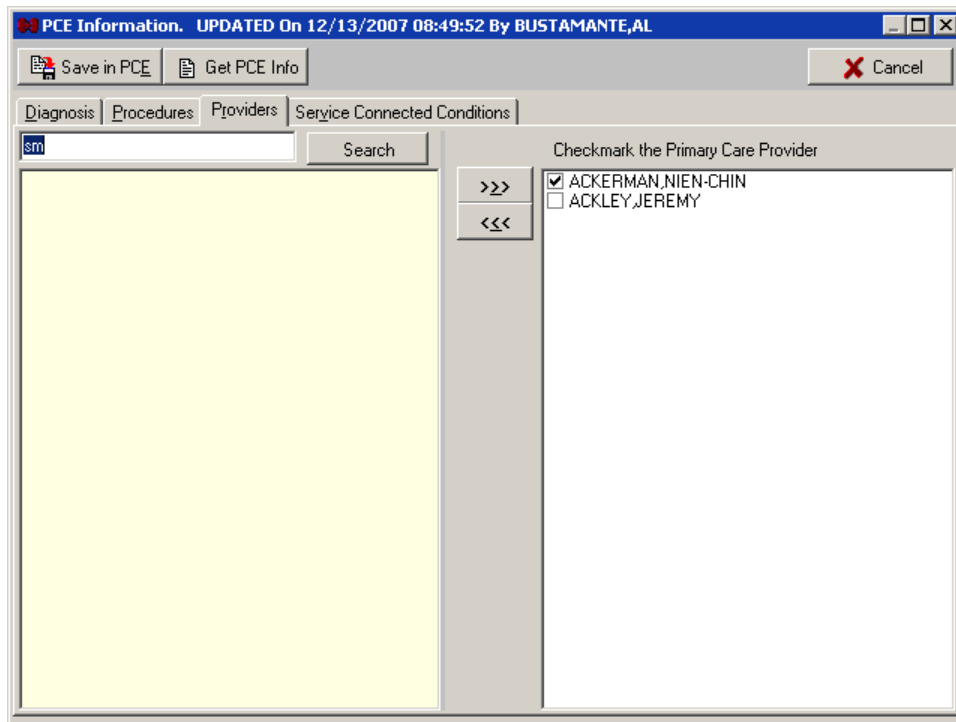 PCE Information. UPDATED On 12/13/2007 08:49:52 By BUSTAMANTE,AL
Save in PCE Get PCE Info Cancel
Diagnosis Procedures Providers Service Connected Conditions
sm Search Checkmark the Primary Care Provider
>>> ACKERMAN,NIEN-CHIN
ACKLEY,JEREMY
<<<